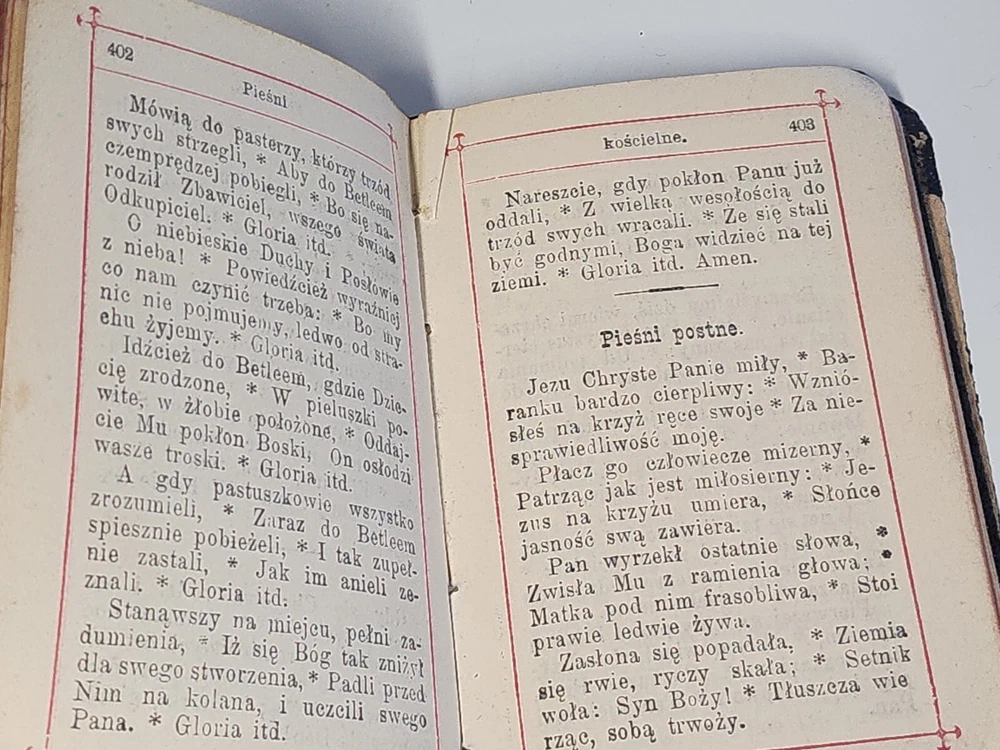 402
Pieśni
Mówią do pasterzy, którzy trzód
swych strzegli, * Aby do Betleem
czemprędzej pobiegli, * Bo się na-
rodził Zbawiciel, wszego świata
Odkupiciel. * Gloria itd.
O niebieskie Duchy i Posłowie
z nieba! * Powiedźcież wyraźniej
co nam czynić trzeba: * Bo my
nic nie pojmujemy, ledwo od stra-
chu żyjemy. * Gloria itd.
Idźcież do Betleem, gdzie Dzie-
cię zrodzone, * W pieluszki po-
wite, w żłobie położone, * Oddaj-
cie Mu pokłon Boski, On osłodzi
wasze troski. * Gloria itd.
A gdy pastuszkowie wszystko
zrozumieli, * Zaraz do Betleem
spiesznie pobieżeli, * I tak zupeł-
nie zastali, * Jak im anieli ze-
znali. * Gloria itd.
Stanąwszy na miejcu, pełni za-
dumienia, * Iż się Bóg tak zniżył
dla swego stworzenia, * Padli przed
Nim na kolana, i uczcili swego
Pana. * Gloria itd.
kościelne.
403
Nareszcie, gdy pokłon Panu już
oddali, * Z wielką wesołością do
trzód swych wracali. * Że się stali
być godnymi, Boga widzieć na tej
ziemi. * Gloria itd. Amen.
Pieśni postne.
Jezu Chryste Panie miły, * Ba-
ranku bardzo cierpliwy: * Wznió-
słeś na krzyż ręce swoje * Za nie-
sprawiedliwość moję.
Płacz go człowiecze mizerny, *
Patrząc jak jest miłosierny: * Je-
zus na krzyżu umiera, * Słońce
jasność swą zawiera.
Pan wyrzekł ostatnie słowa, *
Zwisła Mu z ramienia głowa; *
Matka pod nim frasobliwa, * Stoi
prawie ledwie żywa.
Zasłona się popadała, * Ziemia
się rwie, ryczy skała; * Setnik
woła: Syn Boży! * Tłuszcza wie
rząc, sobą trwoży.